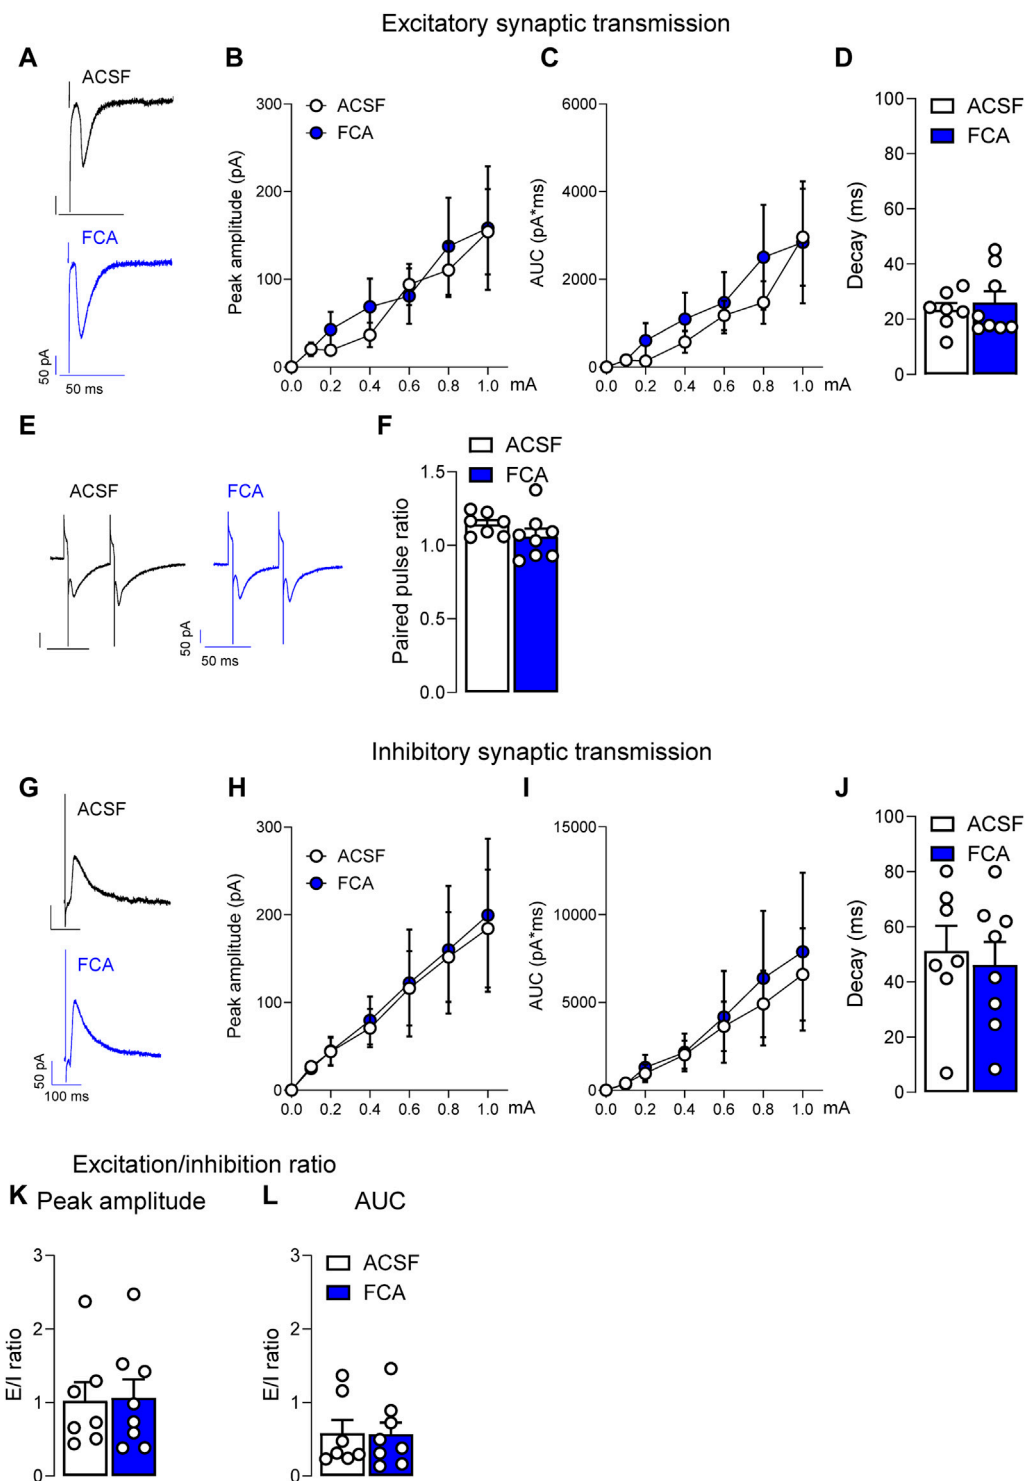 Excitatory synaptic transmission
A
B
C
D
ACSF
FCA
50 pA
50 ms
300
200
100
0
Peak amplitude (pA)
ACSF
FCA
0.0 0.2 0.4 0.6 0.8 1.0 mA
6000
4000
2000
0
AUC (pA*ms)
0.0 0.2 0.4 0.6 0.8 1.0 mA
100
80
60
40
20
0
Decay (ms)
ACSF
FCA
E
F
ACSF
FCA
50 pA
50 ms
ACSF
FCA
1.5
1.0
0.5
0.0
Paired pulse ratio
Inhibitory synaptic transmission
G
H
I
J
ACSF
FCA
50 pA
100 ms
300
200
100
0
Peak amplitude (pA)
ACSF
FCA
0.0 0.2 0.4 0.6 0.8 1.0 mA
15000
10000
5000
0
AUC (pA*ms)
0.0 0.2 0.4 0.6 0.8 1.0 mA
100
80
60
40
20
0
Decay (ms)
ACSF
FCA
Excitation/inhibition ratio
K Peak amplitude
L AUC
3
2
1
0
E/I ratio
3
2
1
0
E/I ratio
ACSF
FCA